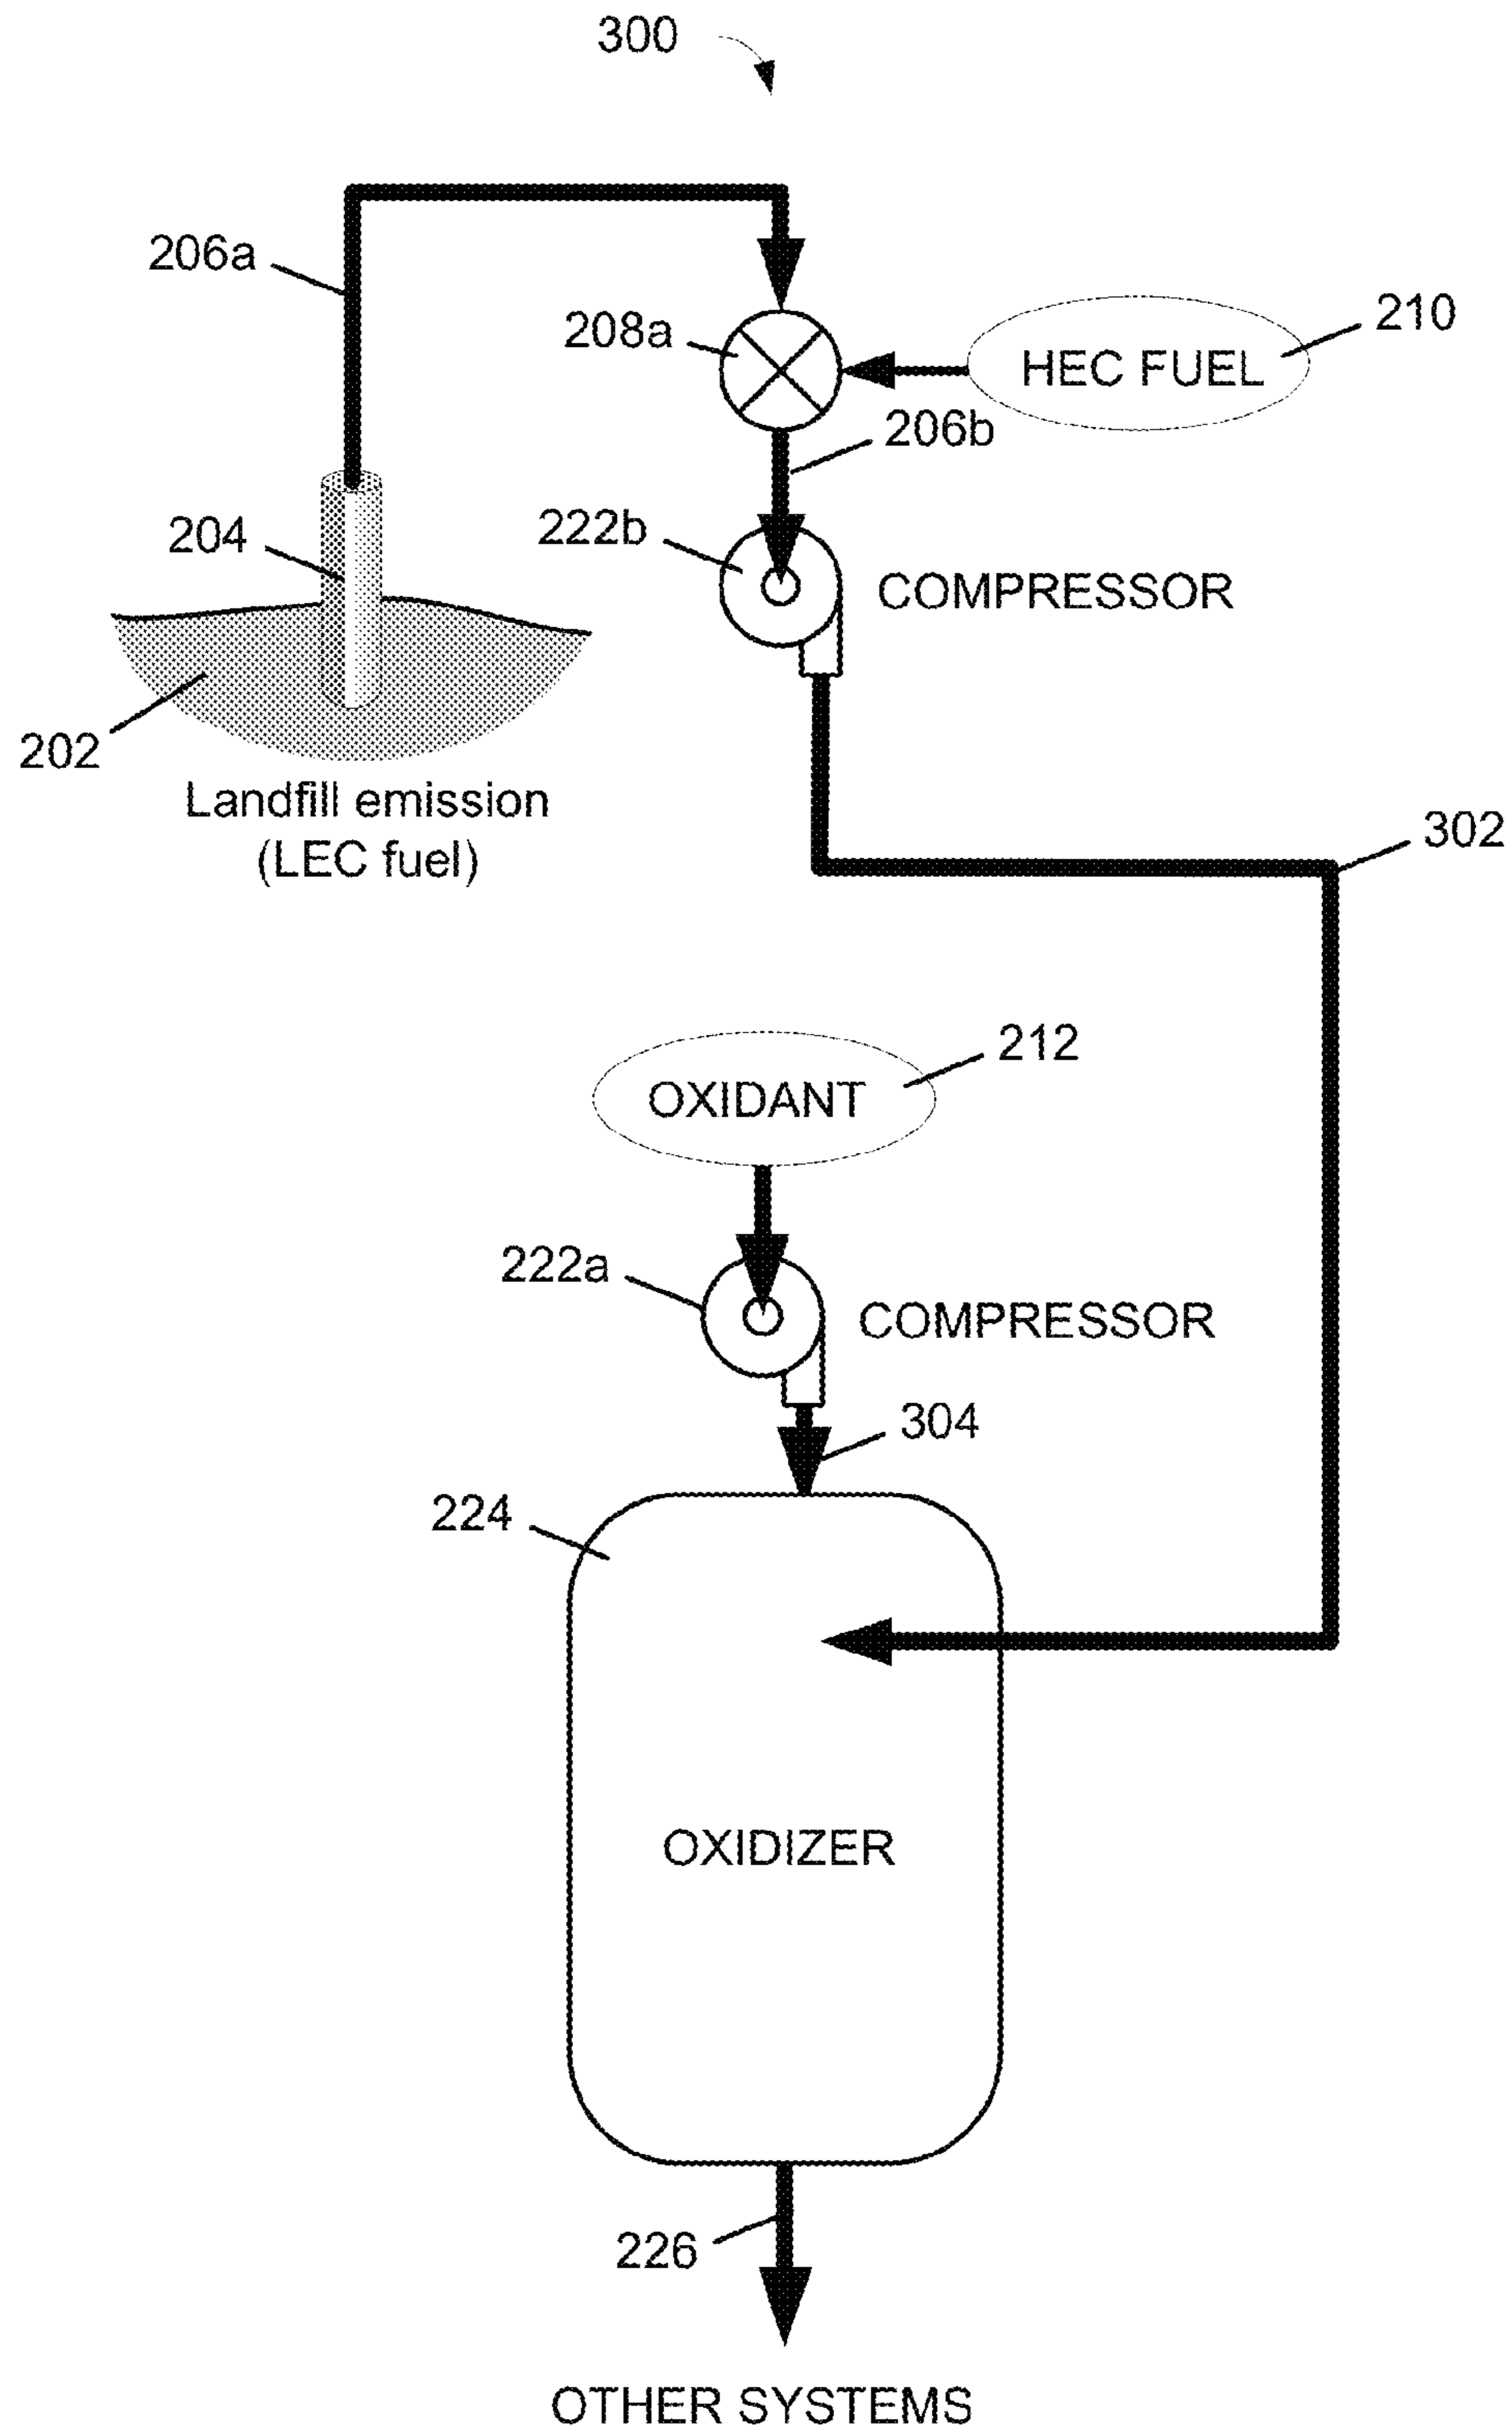 300
206a
208a
HEC FUEL
210
206b
204
222b
COMPRESSOR
202
Landfill emission
(LEC fuel)
302
OXIDANT
212
222a
COMPRESSOR
304
224
OXIDIZER
226
OTHER SYSTEMS